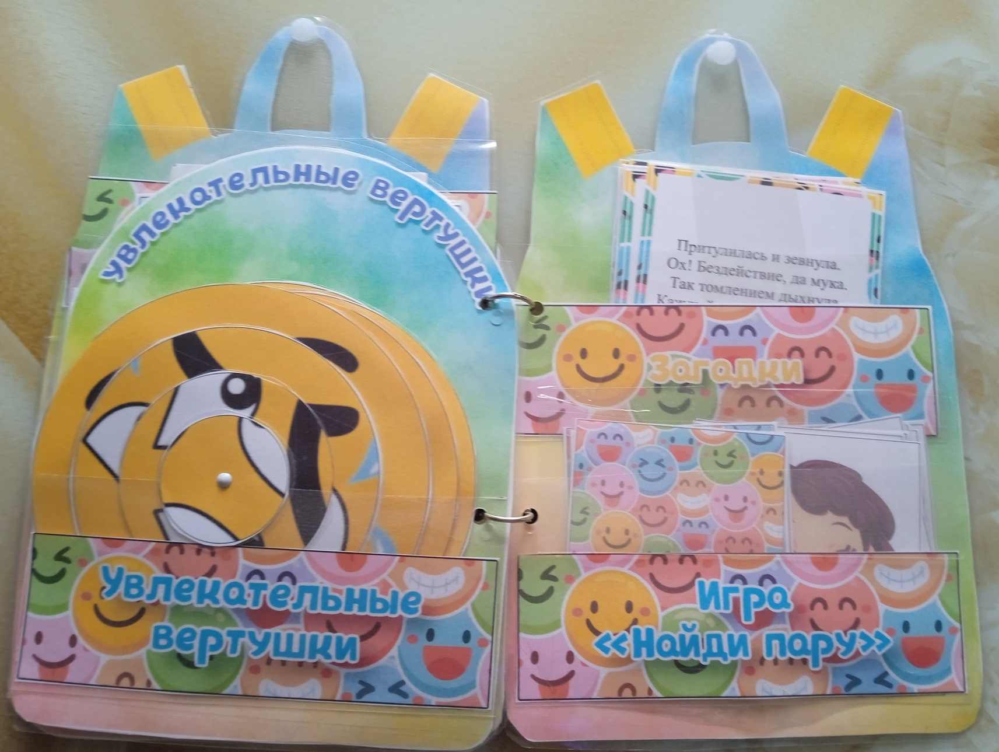 увлекательные вертушки
Увлекательные
вертушки
Притулилась и зевнула.
Ох! Бездействие, да мука.
Так томлением дыхнула
Загадки
Игра
«Найди пару»